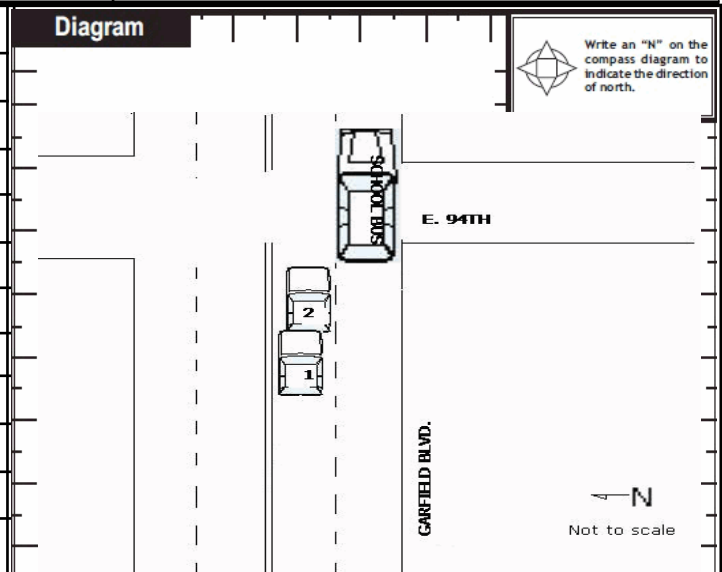 Diagram
Write an "N" on the
compass diagram to
indicate the direction
of north.
SCHOOL BUS
E. 94TH
2
1
GARFIELD BLVD.
N
Not to scale